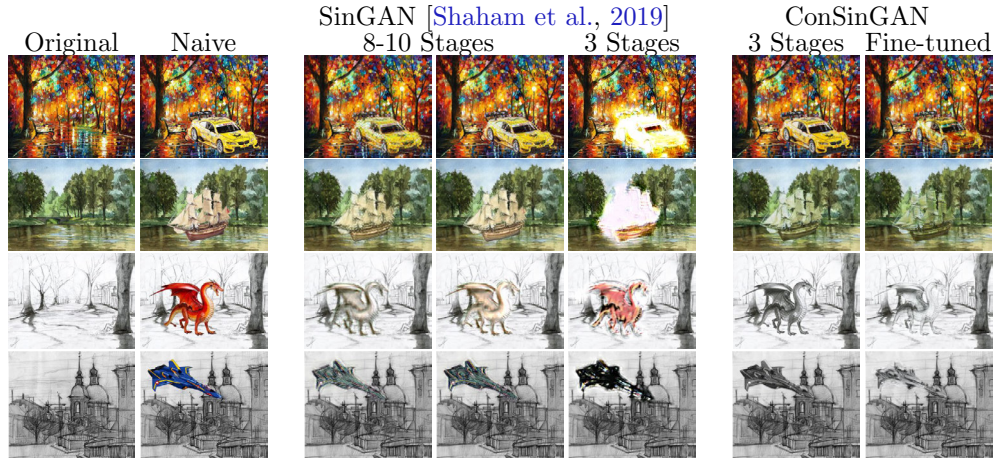 SinGAN [Shaham et al., 2019] ConSinGAN
Original Naive 8-10 Stages 3 Stages 3 Stages Fine-tuned